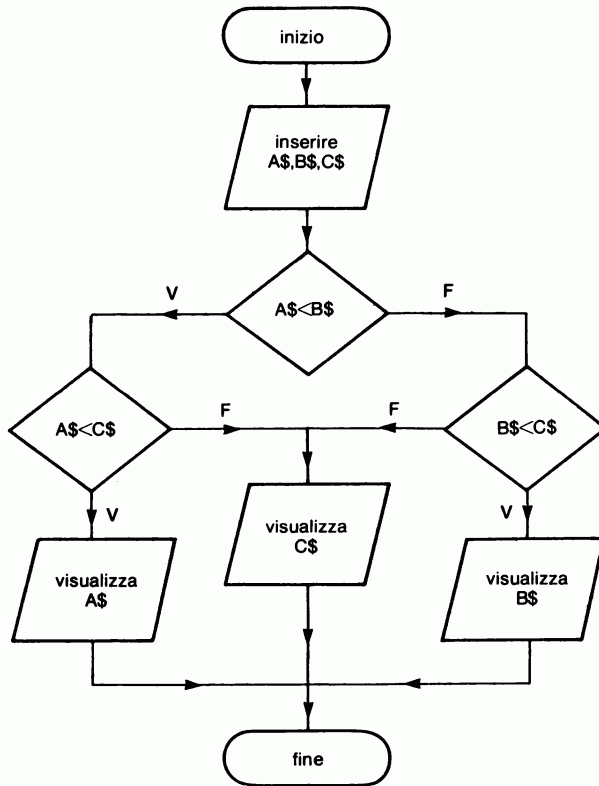 inizio
inserire
A$,B$,C$
V
A$<B$
F
A$<C$
F
F
B$<C$
V
V
visualizza
A$
visualizza
C$
visualizza
B$
fine